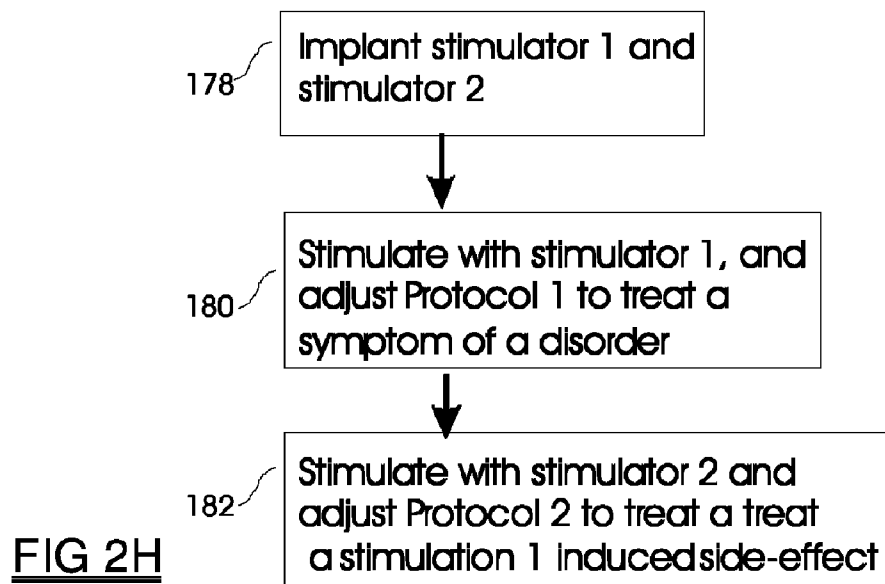 Implant stimulator 1 and
stimulator 2
178
Stimulate with stimulator 1, and
adjust Protocol 1 to treat a
symptom of a disorder
180
Stimulate with stimulator 2 and
adjust Protocol 2 to treat a treat
a stimulation 1 induced side-effect
182
FIG 2H